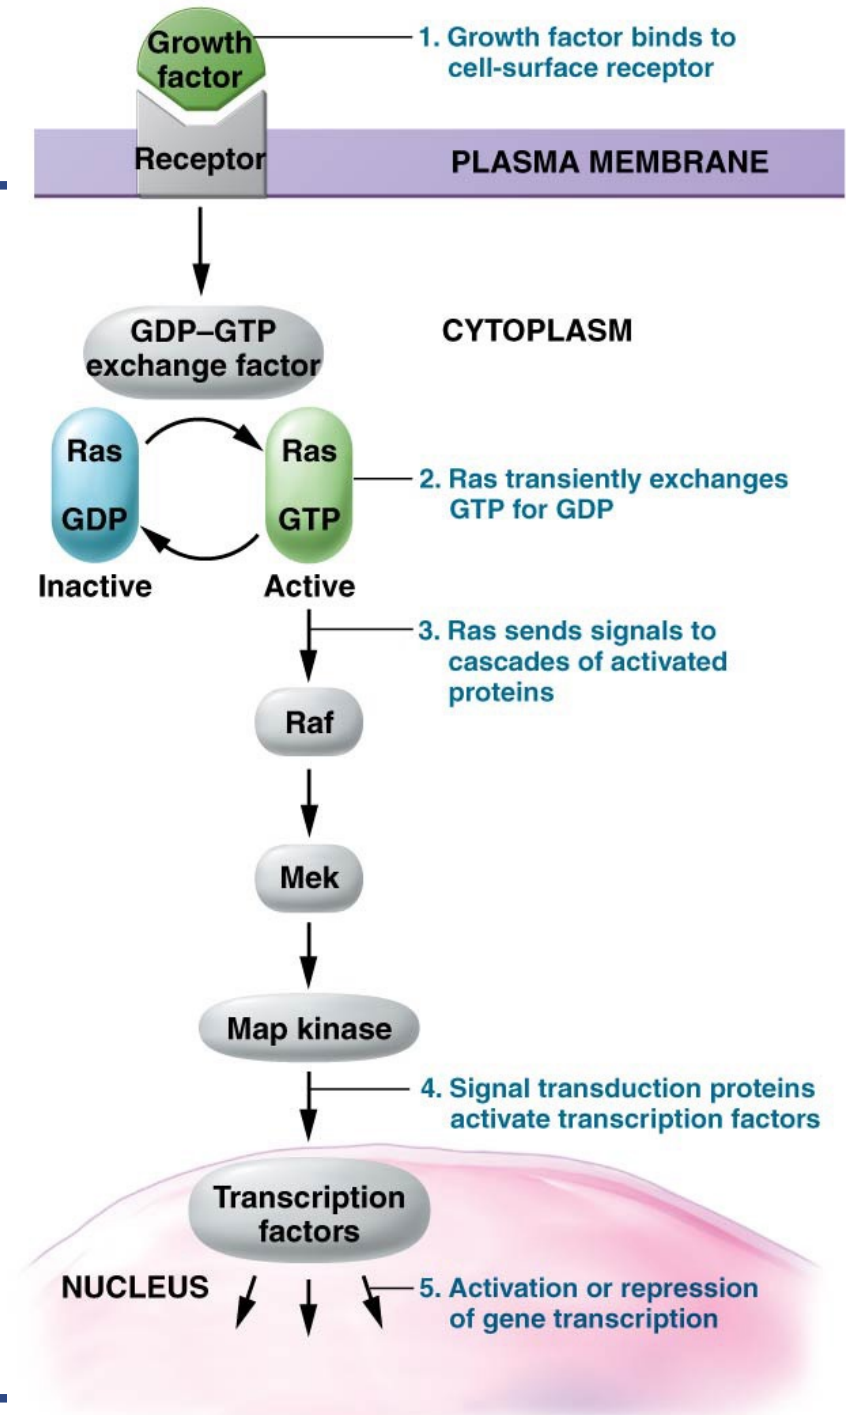 Growth
factor
1. Growth factor binds to
cell-surface receptor
Receptor
PLASMA MEMBRANE
GDP–GTP
exchange factor
CYTOPLASM
Ras
GDP
Inactive
Ras
GTP
Active
2. Ras transiently exchanges
GTP for GDP
3. Ras sends signals to
cascades of activated
proteins
Raf
Mek
Map kinase
4. Signal transduction proteins
activate transcription factors
Transcription
factors
NUCLEUS
5. Activation or repression
of gene transcription